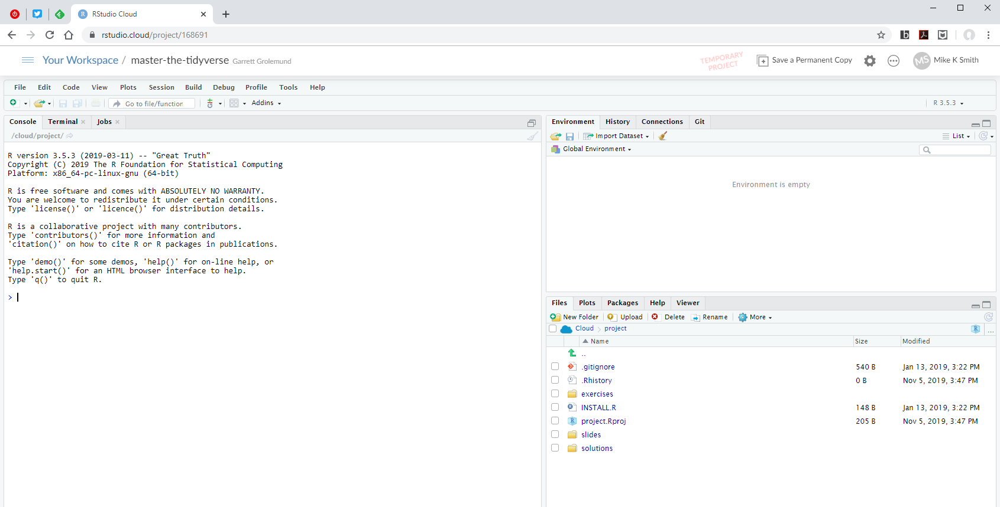 RStudio Cloud
rstudio.cloud/project/168691
Your Workspace / master-the-tidyverse Garrett Grolemund
TEMPORARY
PROJECT
Save a Permanent Copy
MS Mike K Smith
File Edit Code View Plots Session Build Debug Profile Tools Help
Go to file/function
Addins
R 3.5.3
Console Terminal Jobs
/cloud/project/
R version 3.5.3 (2019-03-11) -- "Great Truth"
Copyright (C) 2019 The R Foundation for Statistical Computing
Platform: x86_64-pc-linux-gnu (64-bit)
R is free software and comes with ABSOLUTELY NO WARRANTY.
You are welcome to redistribute it under certain conditions.
Type 'license()' or 'licence()' for distribution details.
R is a collaborative project with many contributors.
Type 'contributors()' for more information and
'citation()' on how to cite R or R packages in publications.
Type 'demo()' for some demos, 'help()' for on-line help, or
'help.start()' for an HTML browser interface to help.
Type 'q()' to quit R.
>
Environment History Connections Git
Import Dataset
List
Global Environment
Environment is empty
Files Plots Packages Help Viewer
New Folder Upload Delete Rename More
Cloud project
...
Name Size Modified
..
.gitignore 540 B Jan 13, 2019, 3:22 PM
.Rhistory 0 B Nov 5, 2019, 3:47 PM
exercises
INSTALL.R 148 B Jan 13, 2019, 3:22 PM
project.Rproj 205 B Nov 5, 2019, 3:47 PM
slides
solutions